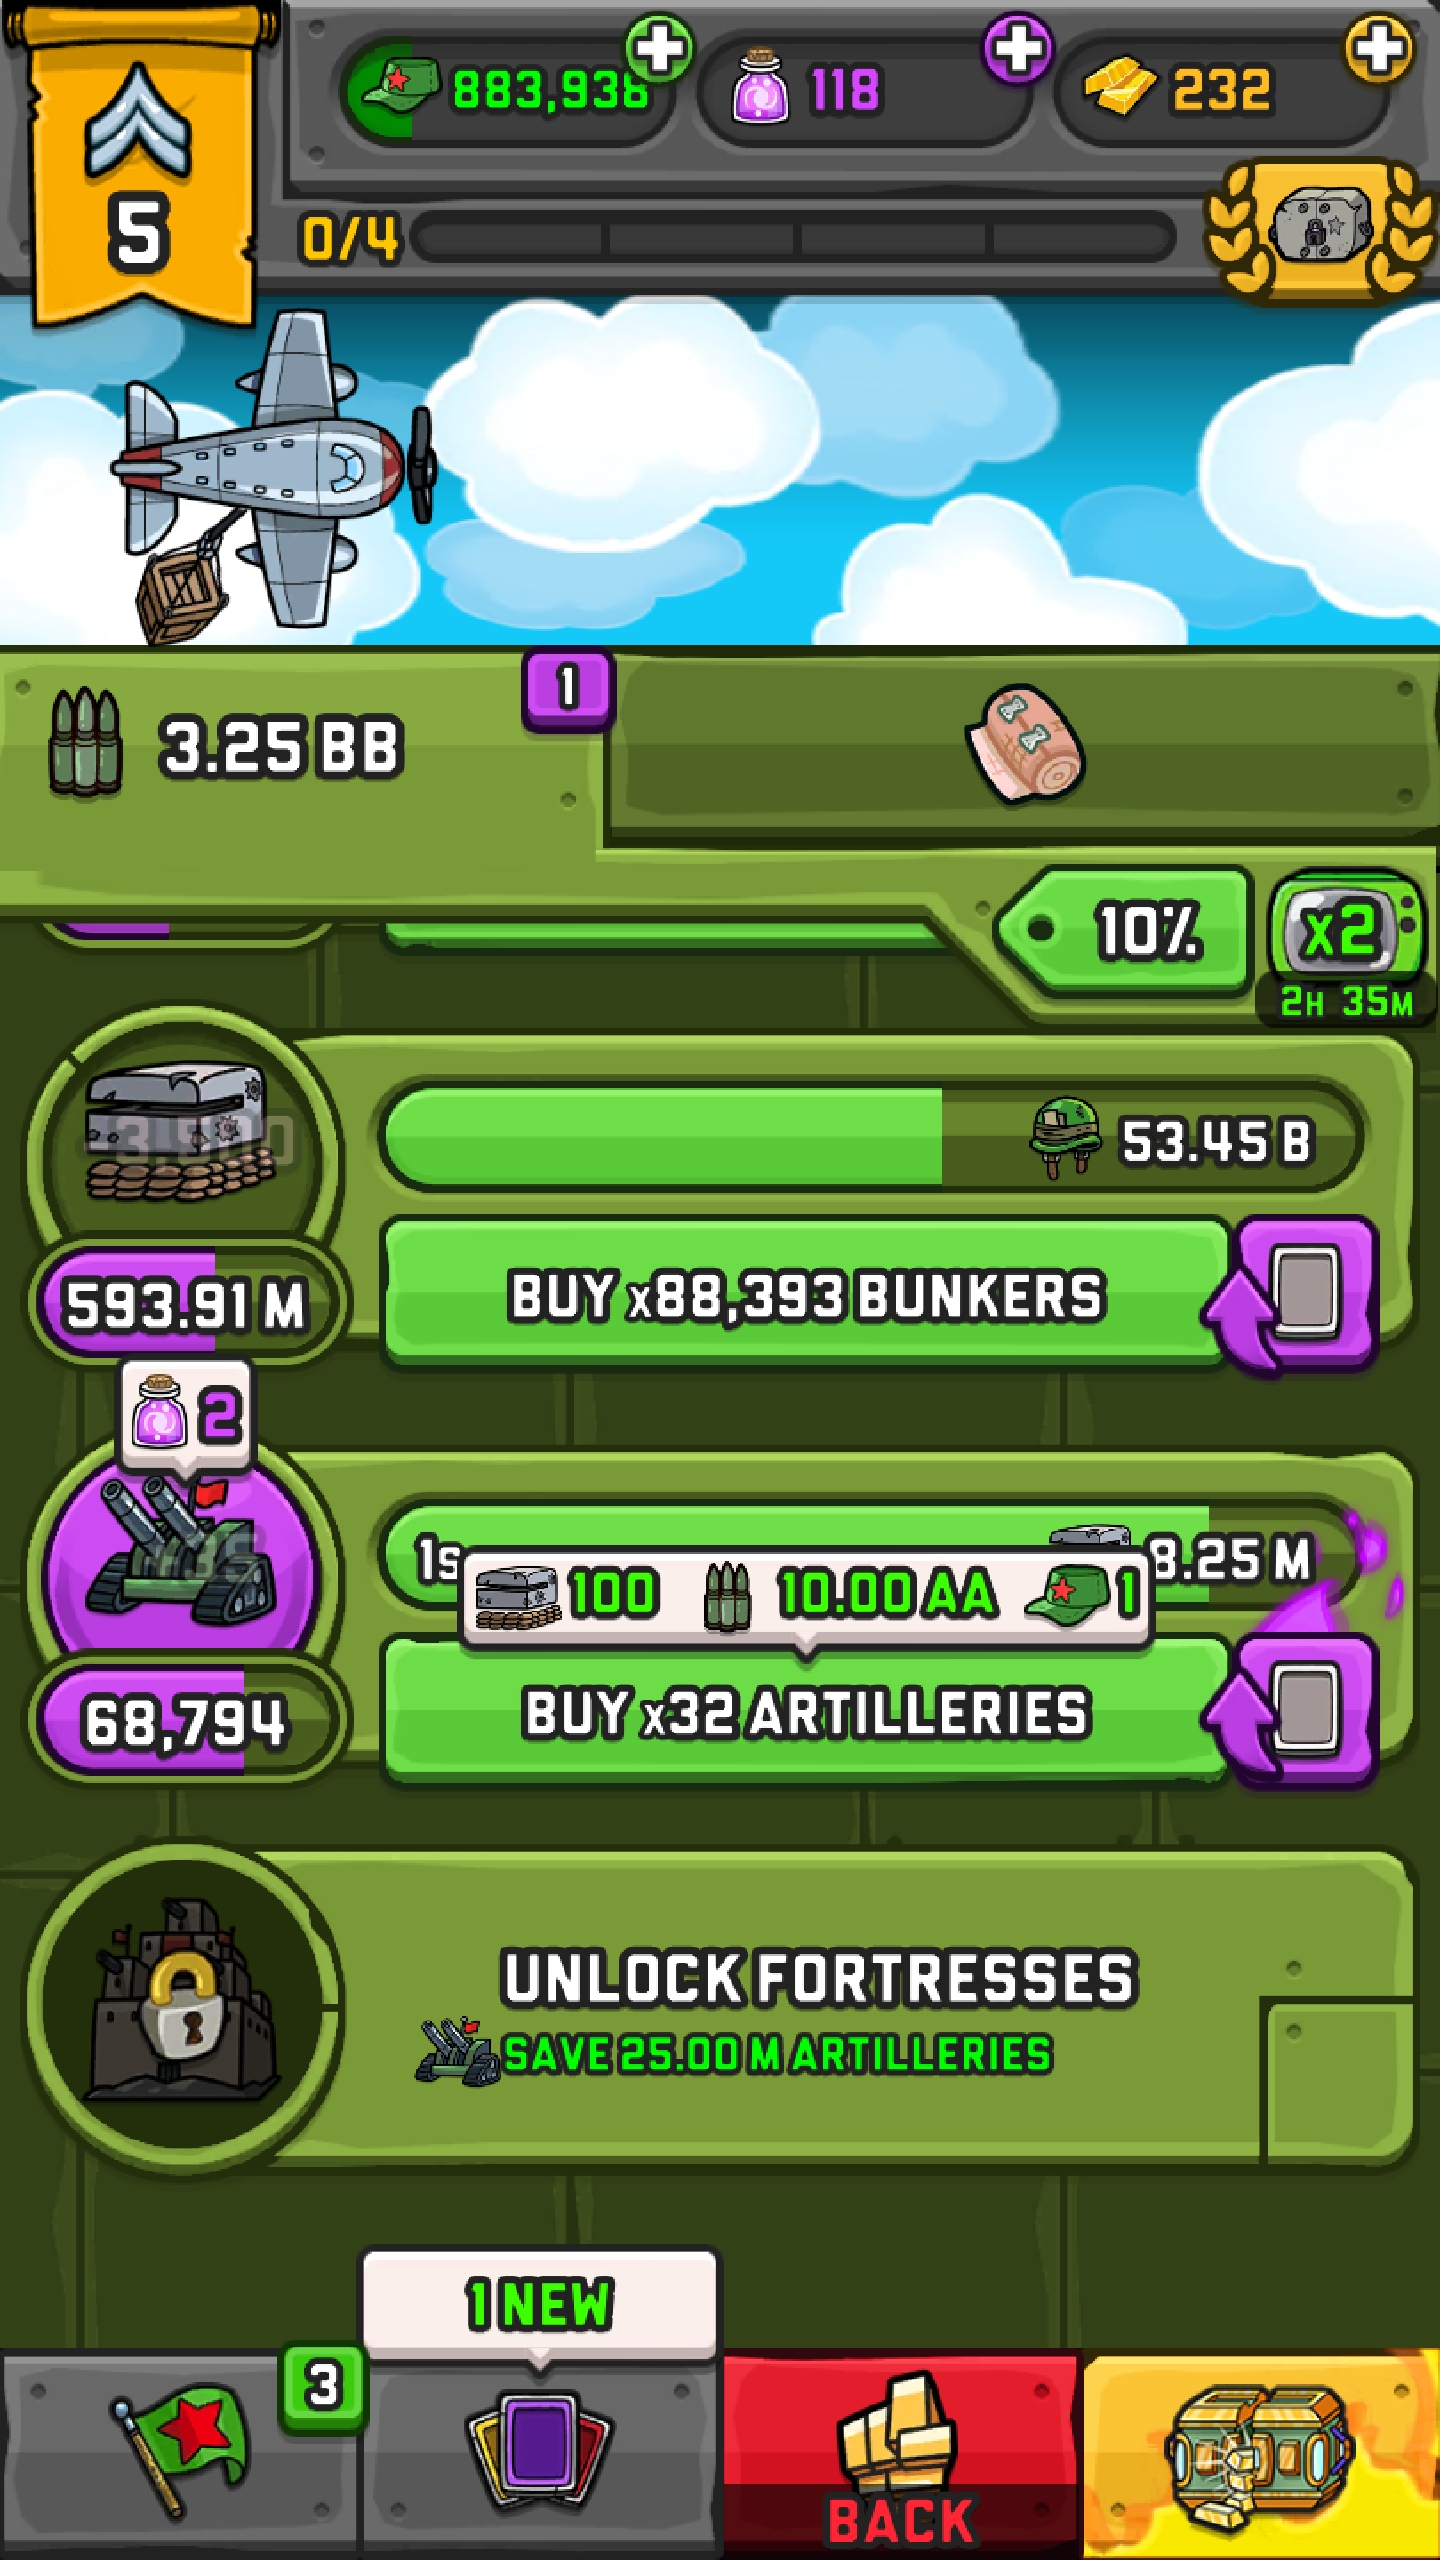 883,938
118
232
5
0/4
3.25 BB
1
10%
x2
2H 35M
53.45 B
593.91 M
BUY x88,393 BUNKERS
2
1s
8.25 M
100
10.00 AA
1
68,794
BUY x32 ARTILLERIES
UNLOCK FORTRESSES
SAVE 25.00 M ARTILLERIES
1 NEW
3
BACK